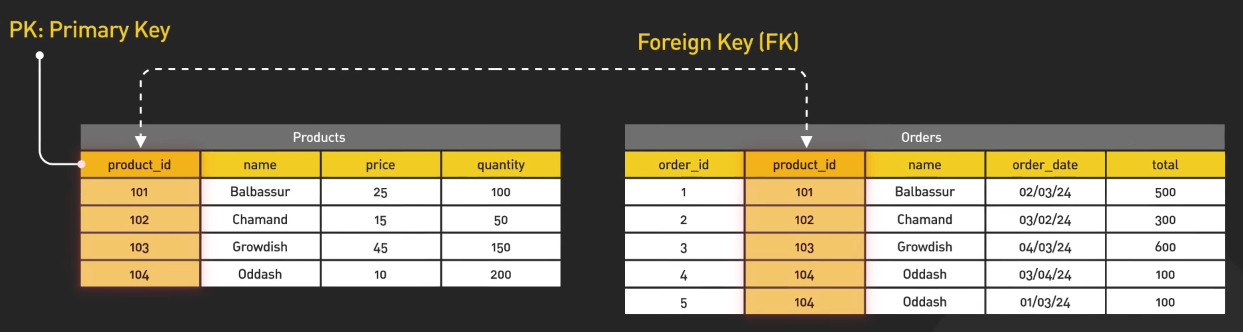 PK: Primary Key
Foreign Key (FK)
Products
product_id name price quantity
101 Balbassur 25 100
102 Chamand 15 50
103 Growdish 45 150
104 Oddash 10 200
Orders
order_id product_id name order_date total
1 101 Balbassur 02/03/24 500
2 102 Chamand 03/02/24 300
3 103 Growdish 04/03/24 600
4 104 Oddash 03/04/24 100
5 104 Oddash 01/03/24 100